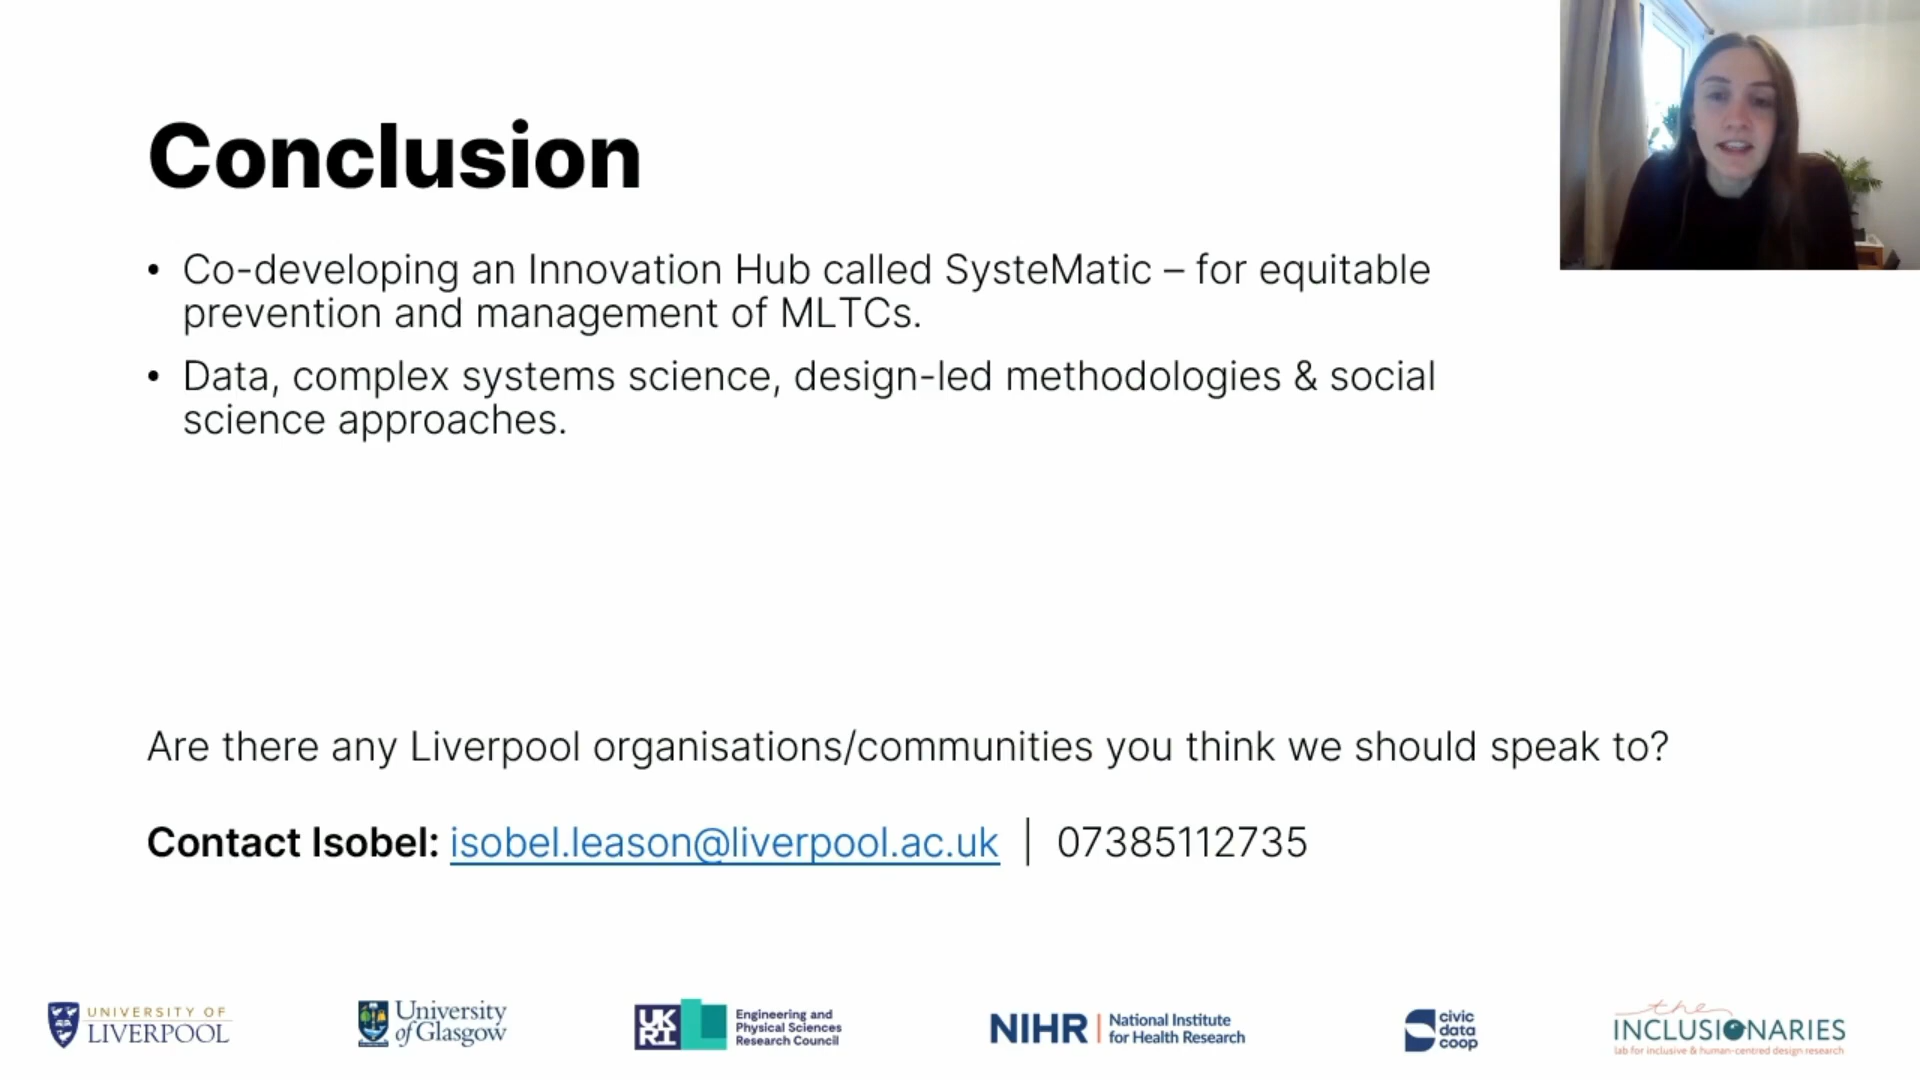 Conclusion
• Co-developing an Innovation Hub called SysteMatic – for equitable
prevention and management of MLTCs.
• Data, complex systems science, design-led methodologies & social
science approaches.
Are there any Liverpool organisations/communities you think we should speak to?
Contact Isobel: isobel.leason@liverpool.ac.uk | 07385112735
UNIVERSITY OF
LIVERPOOL
University
of Glasgow
UK
RI
Engineering and
Physical Sciences
Research Council
NIHR | National Institute
for Health Research
civic
data
coop
the
INCLUSIONARIES
lab for inclusive & human-centred design research